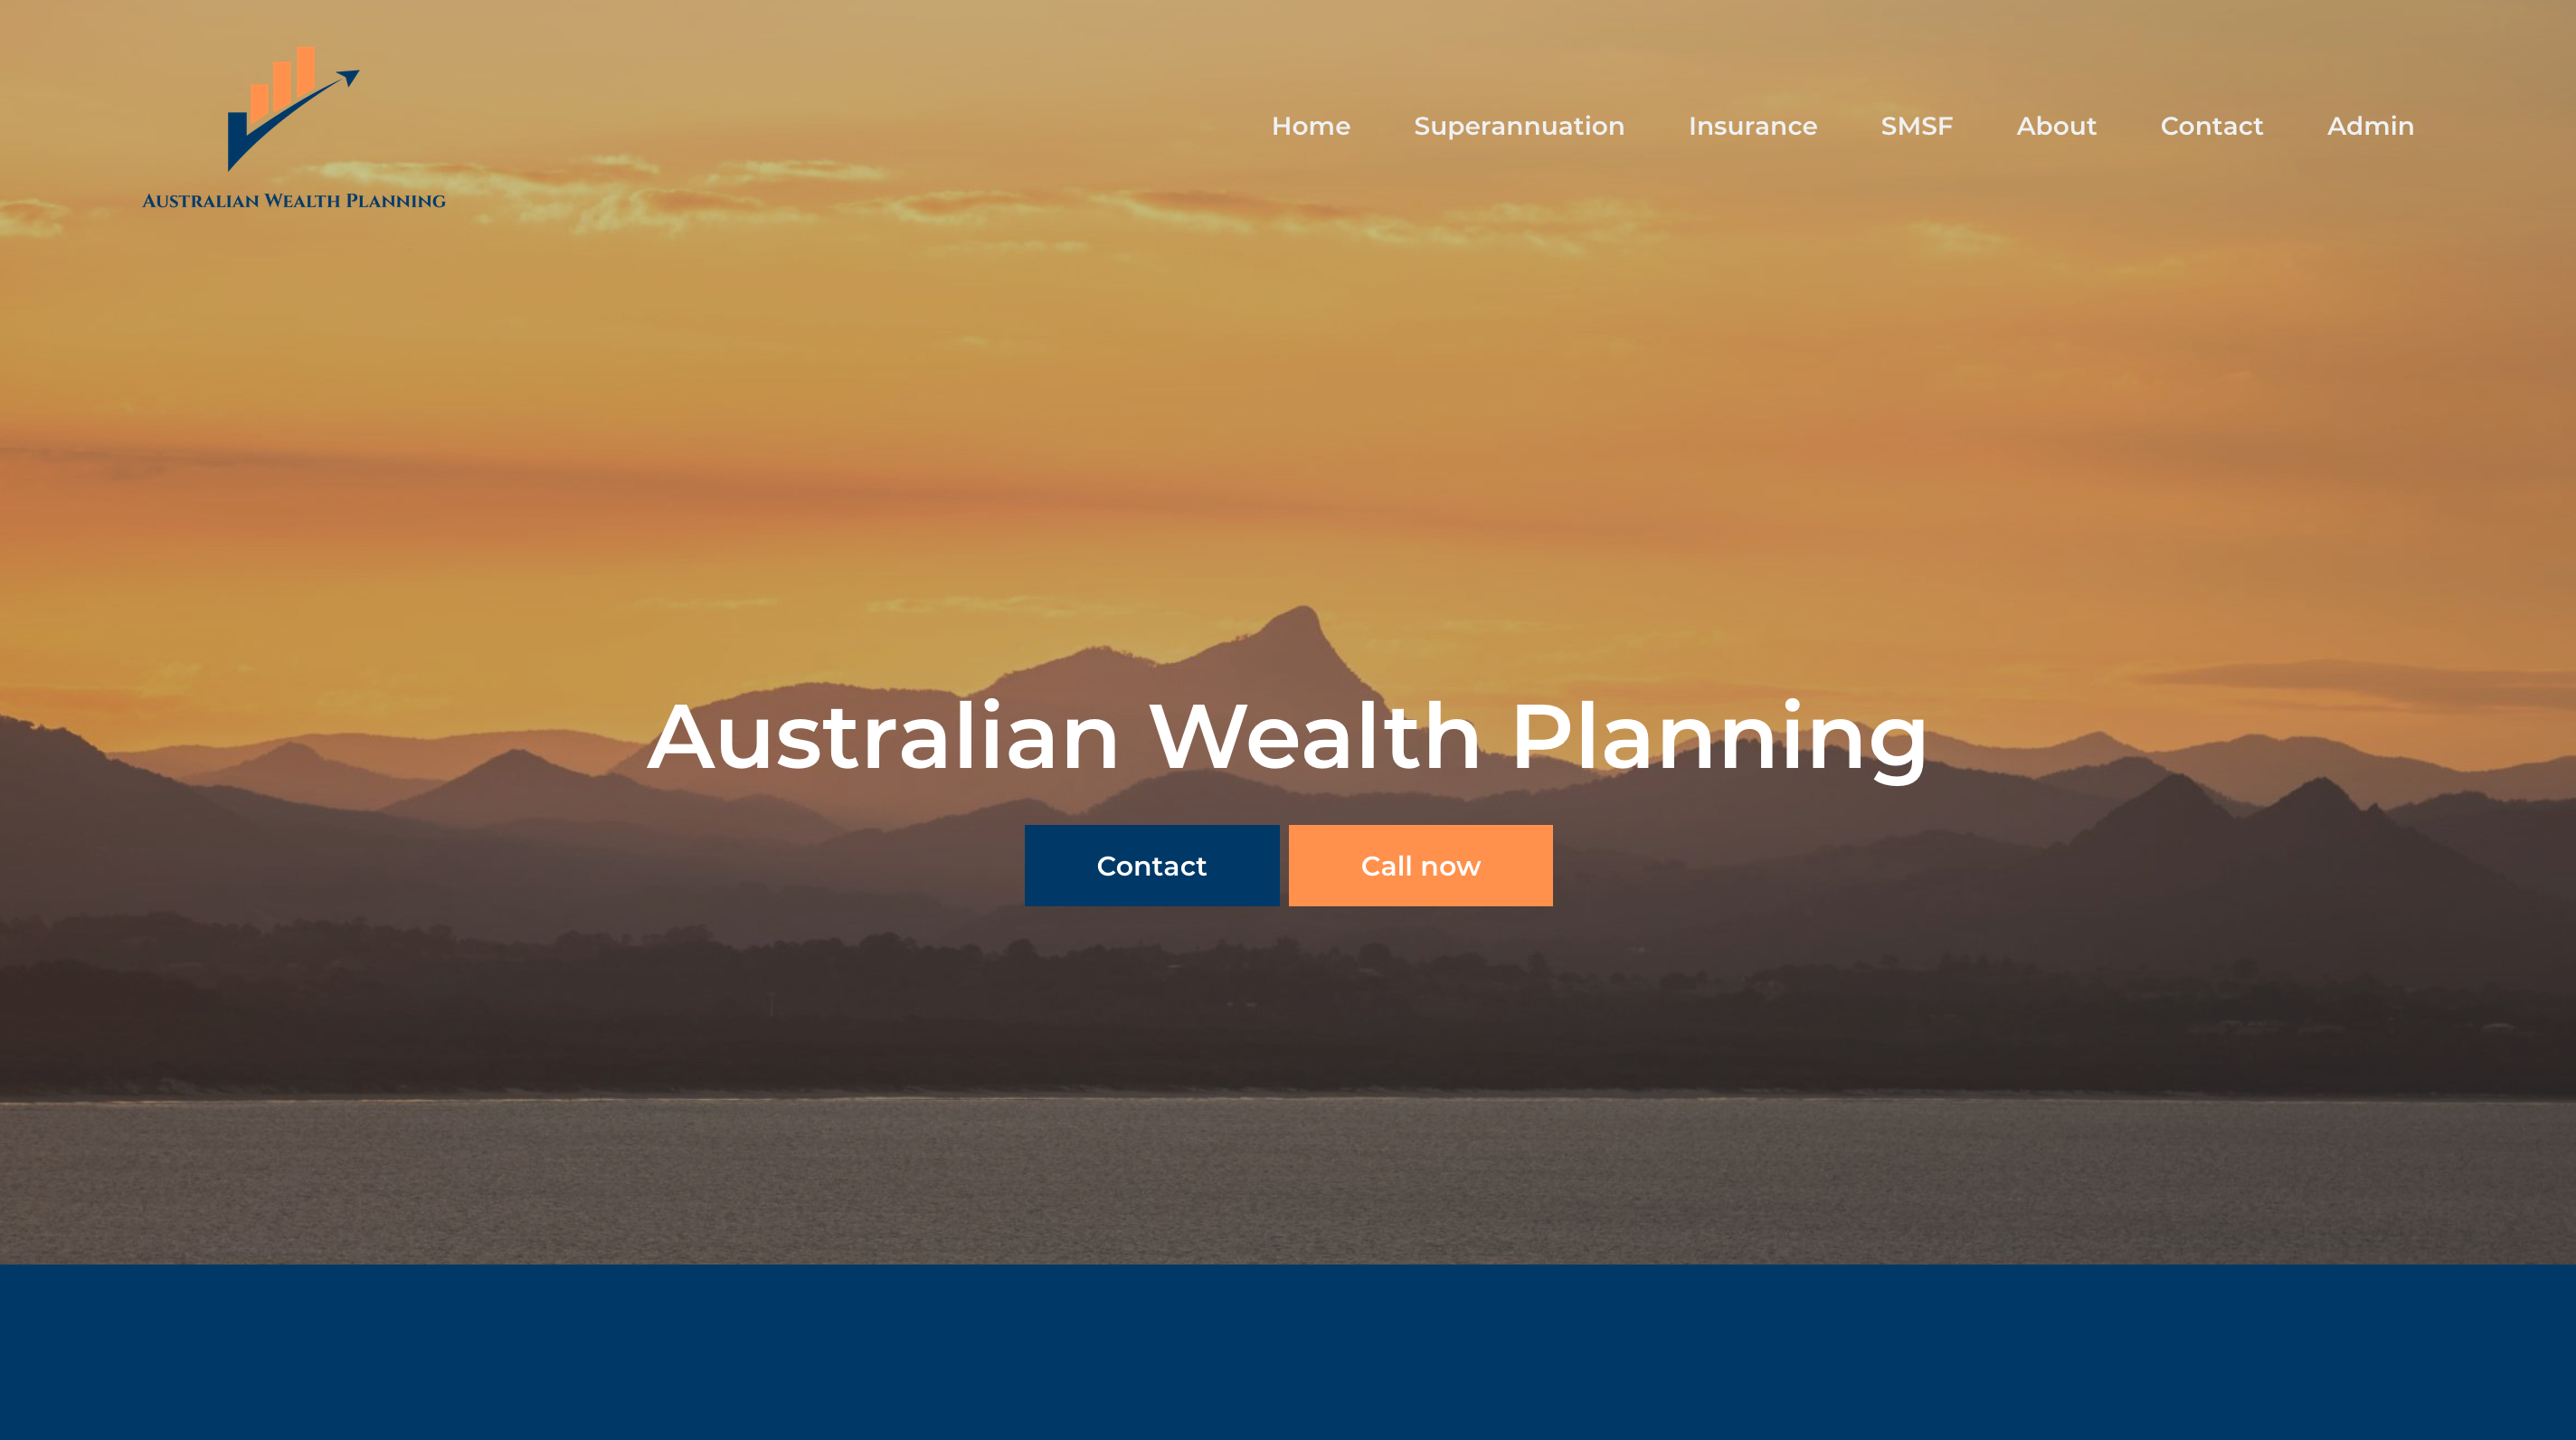 Australian Wealth Planning
Home Superannuation Insurance SMSF About Contact Admin
Australian Wealth Planning
Contact
Call now